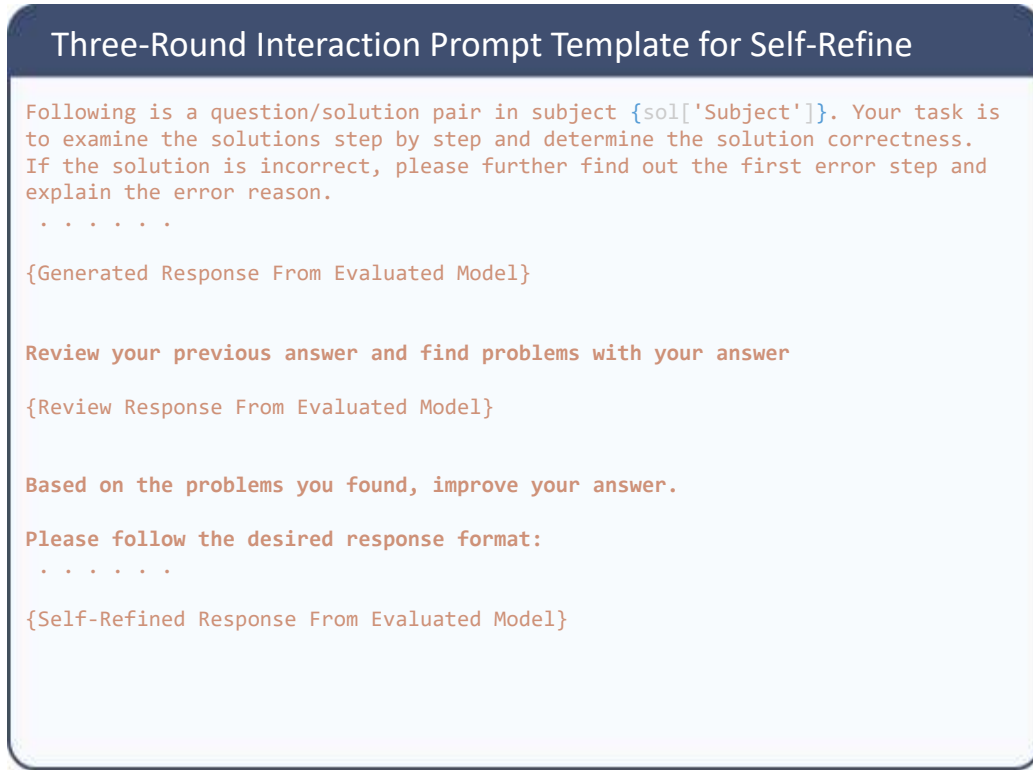 Three-Round Interaction Prompt Template for Self-Refine
Following is a question/solution pair in subject {sol['Subject']}. Your task is
to examine the solutions step by step and determine the solution correctness.
If the solution is incorrect, please further find out the first error step and
explain the error reason.
. . . . . .
{Generated Response From Evaluated Model}
Review your previous answer and find problems with your answer
{Review Response From Evaluated Model}
Based on the problems you found, improve your answer.
Please follow the desired response format:
. . . . . .
{Self-Refined Response From Evaluated Model}